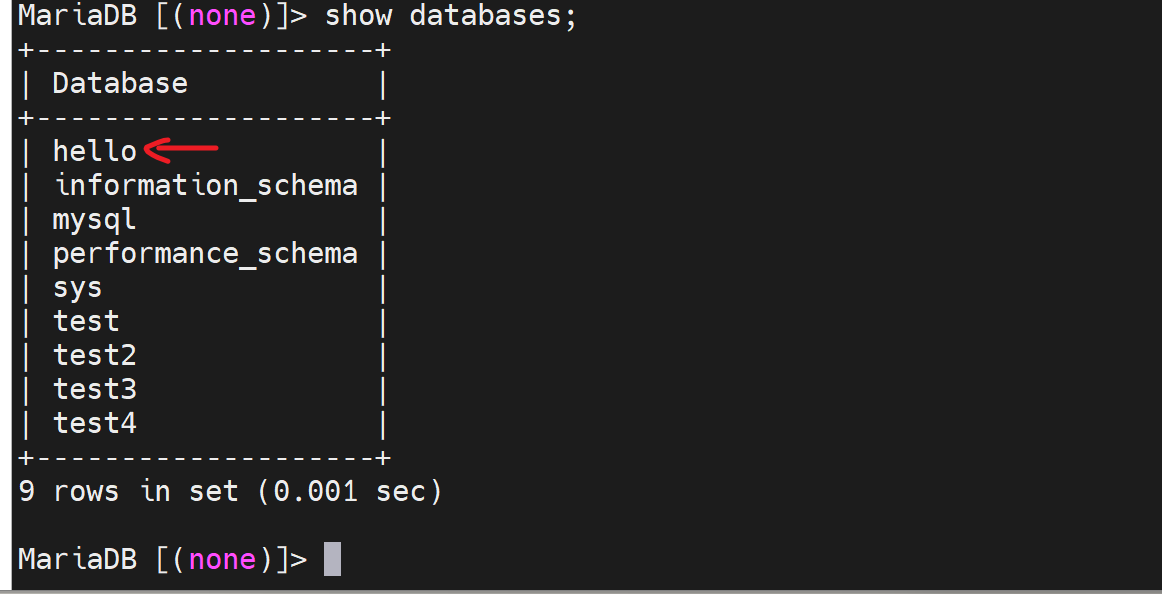 MariaDB [(none)]> show databases;
+--------------------+
| Database           |
+--------------------+
| hello              |
| information_schema |
| mysql              |
| performance_schema |
| sys                |
| test               |
| test2              |
| test3              |
| test4              |
+--------------------+
9 rows in set (0.001 sec)
MariaDB [(none)]>